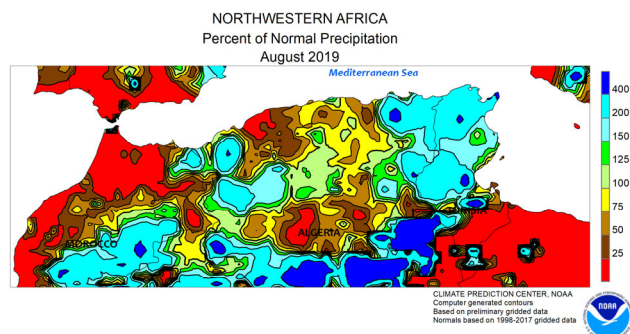 NORTHWESTERN AFRICA
Percent of Normal Precipitation
August 2019
Mediterranean Sea
400
200
150
125
100
75
50
25
TUNISIA
ALGERIA
MOROCCO
CLIMATE PREDICTION CENTER, NOAA
Computer generated contours
Based on preliminary gridded data
Normals based on 1998-2017 gridded data
NOAA